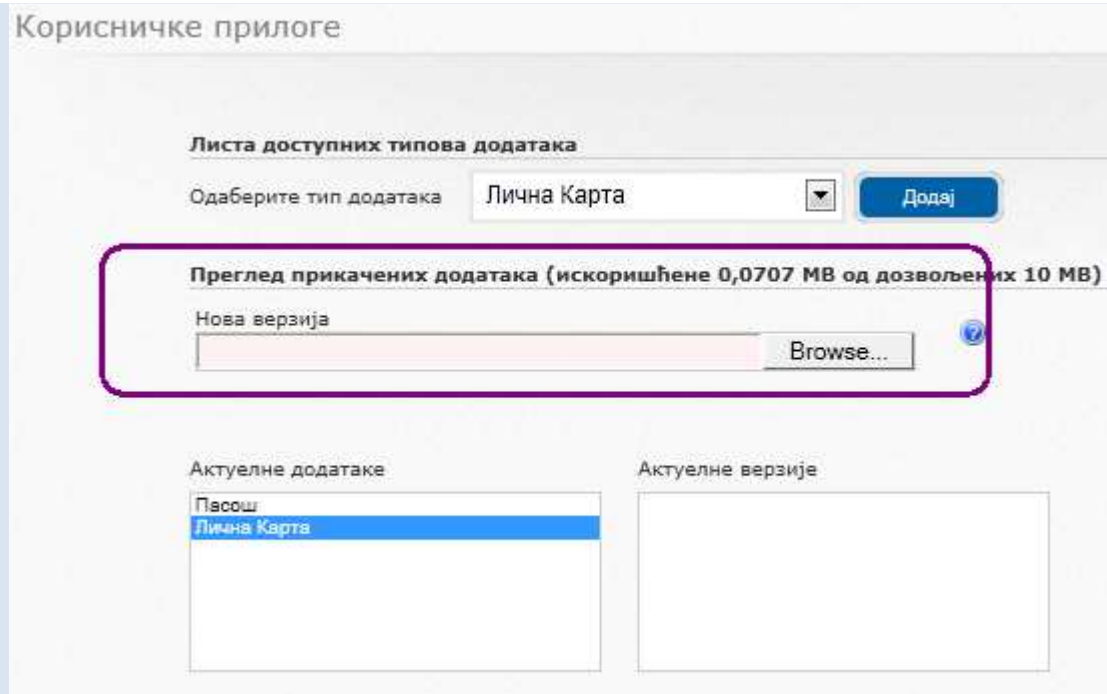 Корисничке прилоге
Листа доступних типова додатака
Одаберите тип додатака Лична Карта Додај
Преглед прикачених додатака (искоришћене 0,0707 MB од дозвољених 10 MB)
Нова верзија
Browse...
Актуелне додатаке Актуелне верзије
Пасош
Лична Карта